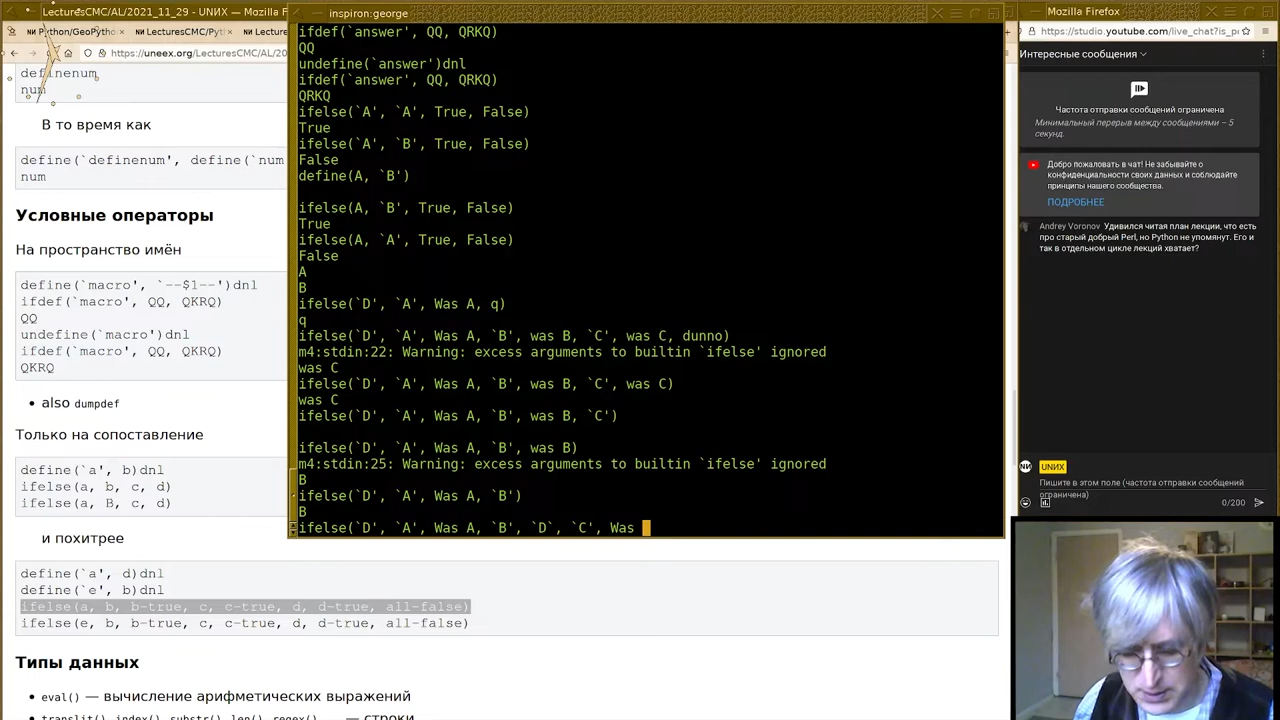 LecturesCMC/AL/2021_11_29 - UNИX — Mozilla F
Python/GeoPytho
LecturesCMC/Pyth
Lectur
https://uneex.org/LecturesCMC/AL/20
definenum
num
В то время как
define(`definenum', define(`num
num
Условные операторы
На пространство имён
define(`macro', `--$1--')dnl
ifdef(`macro', QQ, QKRQ)
QQ
undefine(`macro')dnl
ifdef(`macro', QQ, QKRQ)
QKRQ
also dumpdef
Только на сопоставление
define(`a', b)dnl
ifelse(a, b, c, d)
ifelse(a, B, c, d)
и похитрее
define(`a', d)dnl
define(`e', b)dnl
ifelse(a, b, b-true, c, c-true, d, d-true, all-false)
ifelse(e, b, b-true, c, c-true, d, d-true, all-false)
Типы данных
eval() — вычисление арифметических выражений
translit(), index(), substr(), len(), regex(), … — строки
inspiron:george
ifdef(`answer', QQ, QRKQ)
QQ
undefine(`answer')dnl
ifdef(`answer', QQ, QRKQ)
QRKQ
ifelse(`A', `A', True, False)
True
ifelse(`A', `B', True, False)
False
define(A, `B')
ifelse(A, `B', True, False)
True
ifelse(A, `A', True, False)
False
A
B
ifelse(`D', `A', Was A, q)
q
ifelse(`D', `A', Was A, `B', was B, `C', was C, dunno)
m4:stdin:22: Warning: excess arguments to builtin `ifelse' ignored
was C
ifelse(`D', `A', Was A, `B', was B, `C', was C)
was C
ifelse(`D', `A', Was A, `B', was B, `C')
ifelse(`D', `A', Was A, `B', was B)
m4:stdin:25: Warning: excess arguments to builtin `ifelse' ignored
B
ifelse(`D', `A', Was A, `B')
B
ifelse(`D', `A', Was A, `B', `D`, `C', Was
Mozilla Firefox
https://studio.youtube.com/live_chat?is_p
Интересные сообщения
Частота отправки сообщений ограничена
Минимальный перерыв между сообщениями – 5
секунд.
Добро пожаловать в чат! Не забывайте о
конфиденциальности своих данных и соблюдайте
принципы нашего сообщества.
ПОДРОБНЕЕ
Andrey Voronov Удивился читая план лекции, что есть
про старый добрый Perl, но Python не упомянут. Его и
так в отдельном цикле лекций хватает?
UNИX
Пишите в этом поле (частота отправки сообщений
ограничена)
0/200